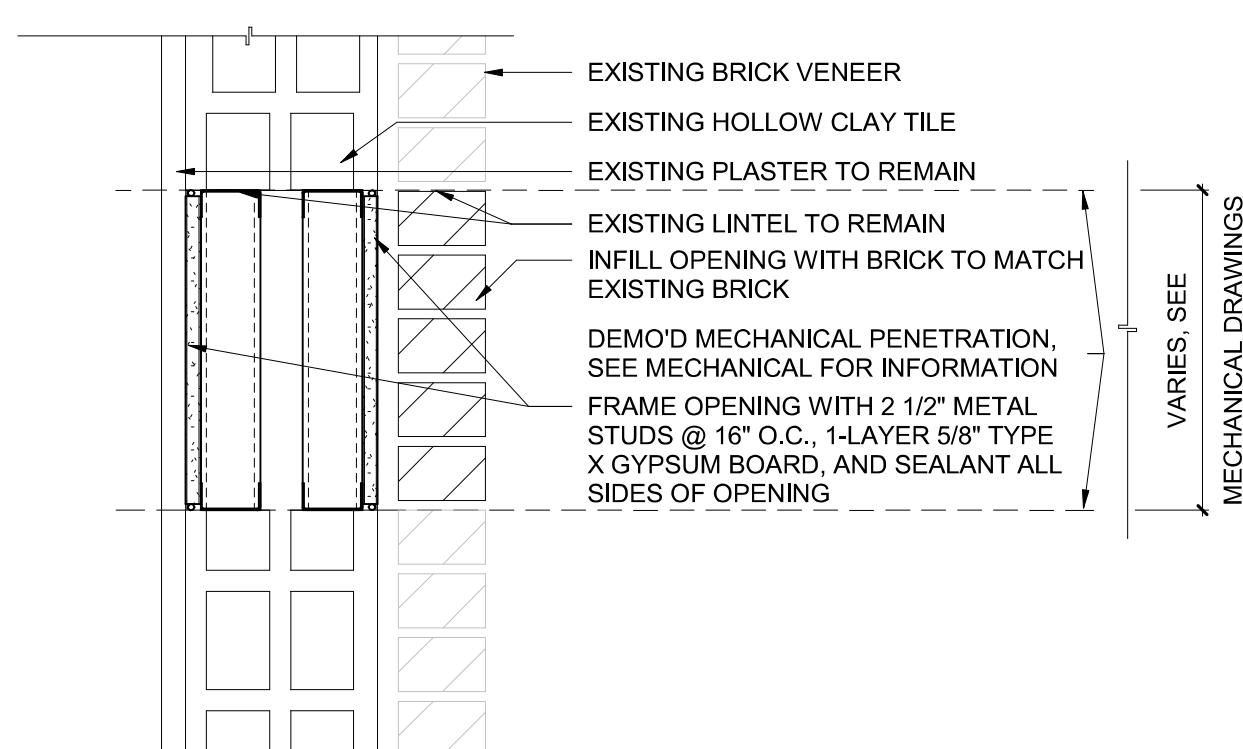 EXISTING BRICK VENEER
EXISTING HOLLOW CLAY TILE
EXISTING PLASTER TO REMAIN
EXISTING LINTEL TO REMAIN
INFILL OPENING WITH BRICK TO MATCH
EXISTING BRICK
DEMO'D MECHANICAL PENETRATION,
SEE MECHANICAL FOR INFORMATION
FRAME OPENING WITH 2 1/2" METAL
STUDS @ 16" O.C., 1-LAYER 5/8" TYPE
X GYPSUM BOARD, AND SEALANT ALL
SIDES OF OPENING
VARIES, SEE
MECHANICAL DRAWINGS